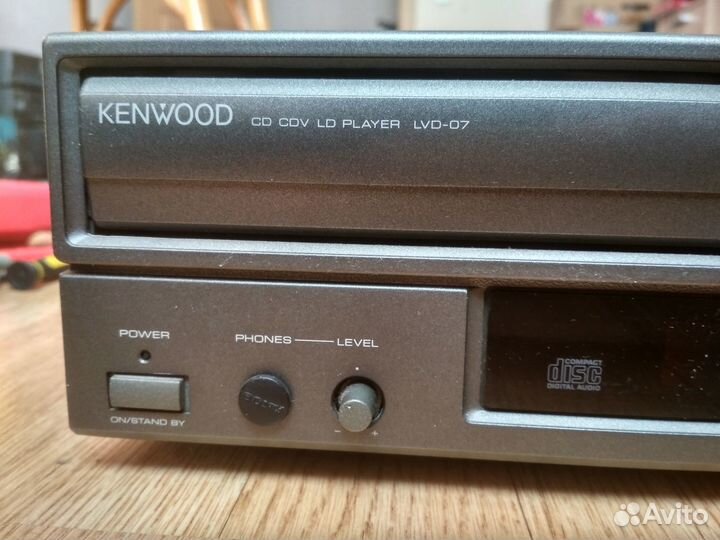 KENWOOD CD CDV LD PLAYER LVD-07
POWER
PHONES LEVEL
ON/STAND BY
- +
COMPACT
disc
DIGITAL AUDIO
Avito